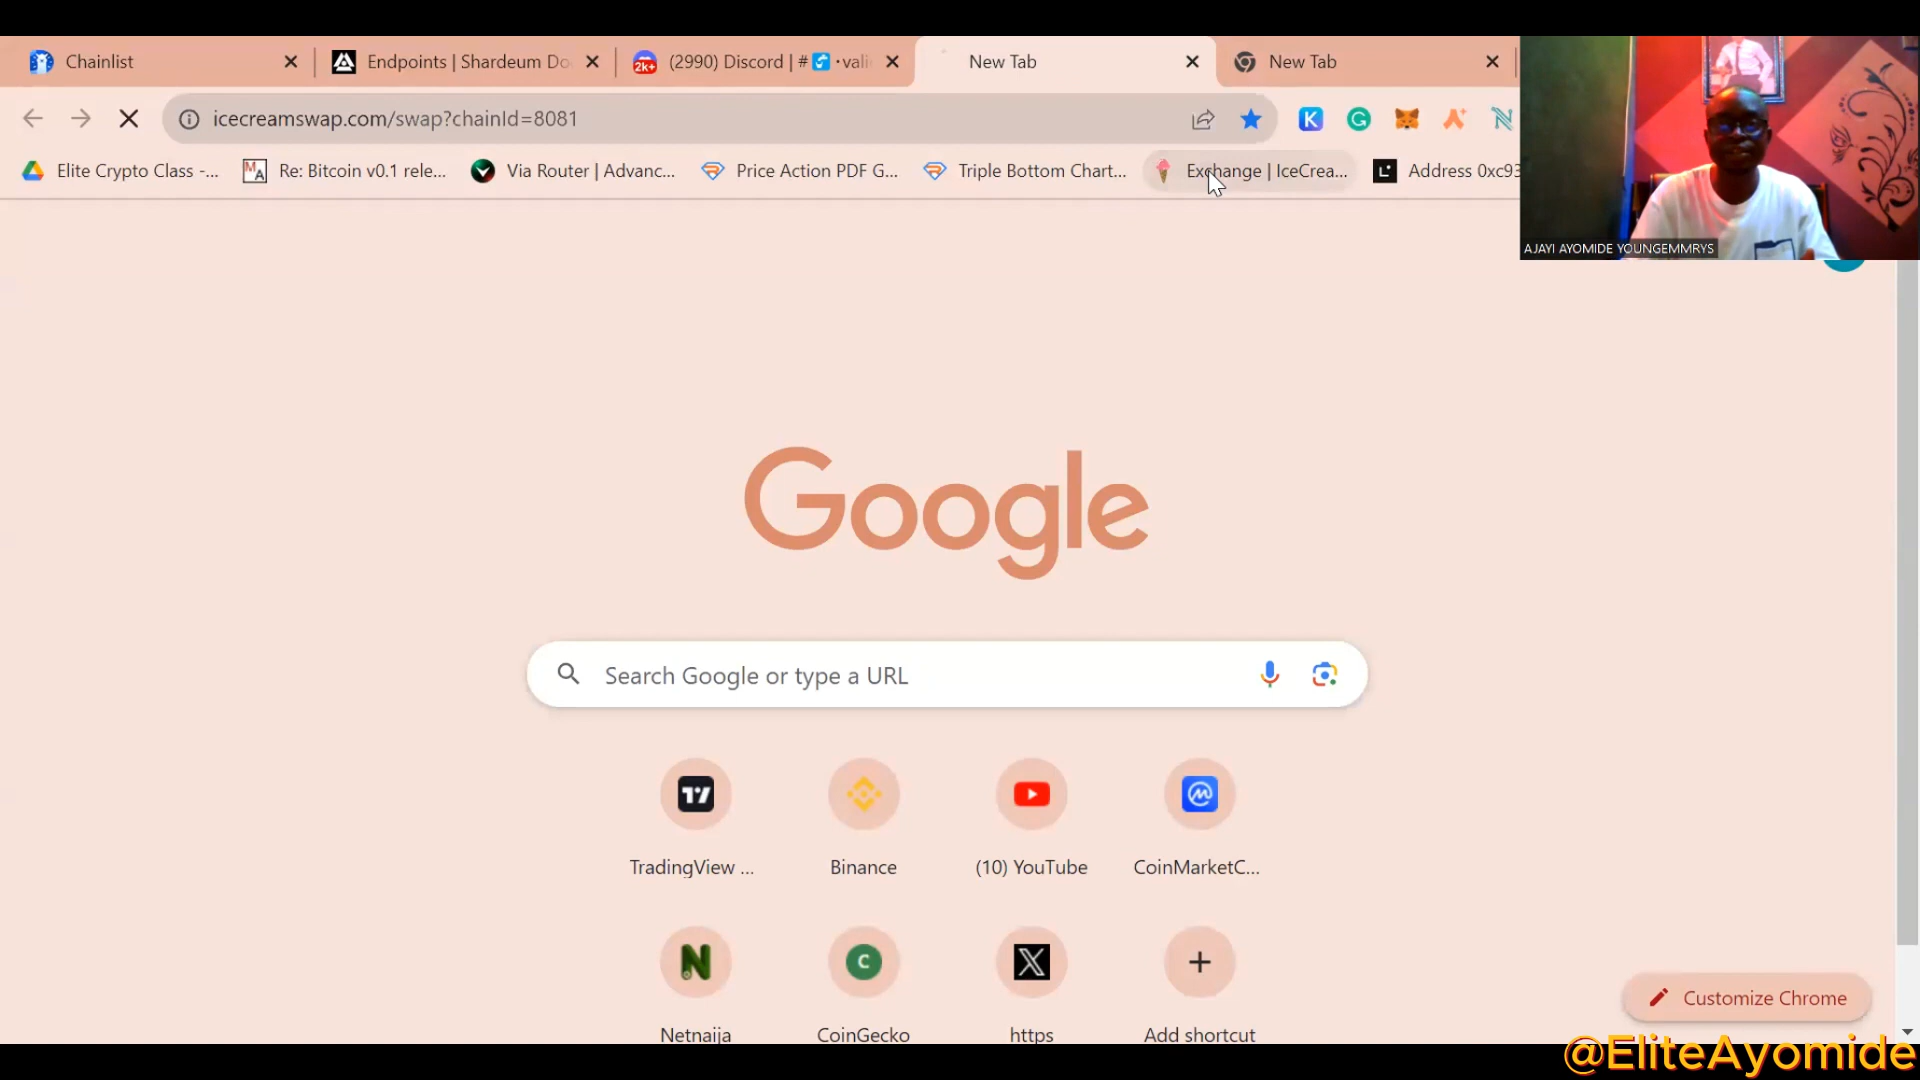 Chainlist
Endpoints | Shardeum Do
2k+
(2990) Discord | # · vali
New Tab
New Tab
icecreamswap.com/swap?chainId=8081
K
G
Elite Crypto Class -...
MA
Re: Bitcoin v0.1 rele...
Via Router | Advanc...
Price Action PDF G...
Triple Bottom Chart...
Exchange | IceCrea...
L
Address 0xc93
AJAYI AYOMIDE YOUNGEMMRYS
Google
Search Google or type a URL
TradingView ...
Binance
(10) YouTube
CoinMarketC...
N
C
X
Netnaija
CoinGecko
https
Add shortcut
Customize Chrome
@EliteAyomide